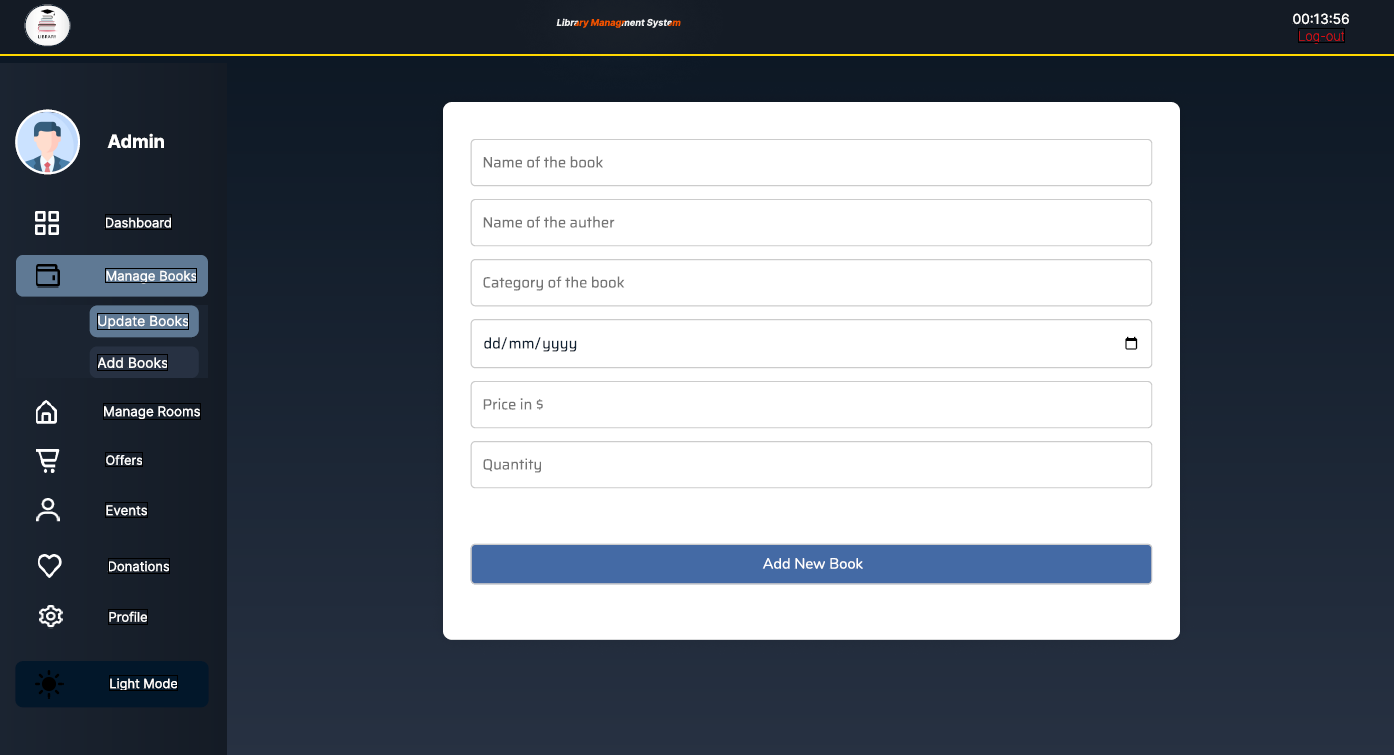 LIBRARY
Library Managment System
00:13:56
Log-out
Admin
Dashboard
Manage Books
Update Books
Add Books
Manage Rooms
Offers
Events
Donations
Profile
Light Mode
Name of the book
Name of the auther
Category of the book
dd/mm/yyyy
Price in $
Quantity
Add New Book